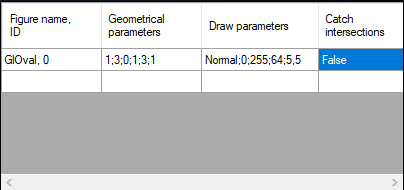 Figure name, ID	Geometrical parameters	Draw parameters	Catch intersections
GlOval, 0	1;3;0;1;3;1	Normal;0;255;64;5,5	False